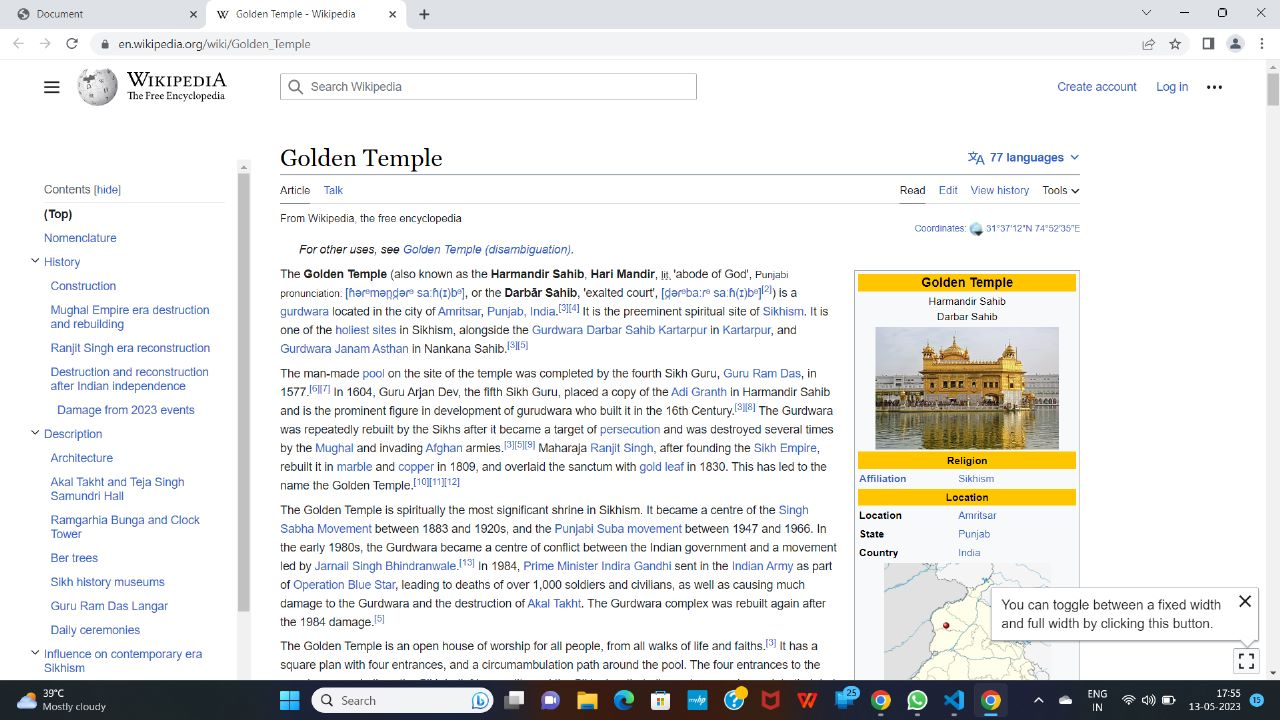 Document
Golden Temple - Wikipedia
en.wikipedia.org/wiki/Golden_Temple
WIKIPEDIA
The Free Encyclopedia
Search Wikipedia
Create account
Log in
Golden Temple
77 languages
Contents [hide]
Article
Talk
Read
Edit
View history
Tools
(Top)
From Wikipedia, the free encyclopedia
Coordinates: 31°37′12″N 74°52′35″E
Nomenclature
History
Construction
Mughal Empire era destruction
and rebuilding
Ranjit Singh era reconstruction
Destruction and reconstruction
after Indian independence
Damage from 2023 events
Description
Architecture
Akal Takht and Teja Singh
Samundri Hall
Ramgarhia Bunga and Clock
Tower
Ber trees
Sikh history museums
Guru Ram Das Langar
Daily ceremonies
Influence on contemporary era
Sikhism
For other uses, see Golden Temple (disambiguation).
The Golden Temple (also known as the Harmandir Sahib, Hari Mandir, lit. 'abode of God', Punjabi
pronunciation: [ɦəɾᵊmən̪d̪əɾᵊ saːɦ(ɪ)bᵊ], or the Darbār Sahib, 'exalted court', [d̪əɾᵊbaːɾᵊ saːɦ(ɪ)bᵊ][2]) is a
gurdwara located in the city of Amritsar, Punjab, India.[3][4] It is the preeminent spiritual site of Sikhism. It is
one of the holiest sites in Sikhism, alongside the Gurdwara Darbar Sahib Kartarpur in Kartarpur, and
Gurdwara Janam Asthan in Nankana Sahib.[3][5]
The man-made pool on the site of the temple was completed by the fourth Sikh Guru, Guru Ram Das, in
1577.[6][7] In 1604, Guru Arjan Dev, the fifth Sikh Guru, placed a copy of the Adi Granth in Harmandir Sahib
and is the prominent figure in development of gurudwara who built it in the 16th Century.[3][8] The Gurdwara
was repeatedly rebuilt by the Sikhs after it became a target of persecution and was destroyed several times
by the Mughal and invading Afghan armies.[3][5][9] Maharaja Ranjit Singh, after founding the Sikh Empire,
rebuilt it in marble and copper in 1809, and overlaid the sanctum with gold leaf in 1830. This has led to the
name the Golden Temple.[10][11][12]
The Golden Temple is spiritually the most significant shrine in Sikhism. It became a centre of the Singh
Sabha Movement between 1883 and 1920s, and the Punjabi Suba movement between 1947 and 1966. In
the early 1980s, the Gurdwara became a centre of conflict between the Indian government and a movement
led by Jarnail Singh Bhindranwale.[13] In 1984, Prime Minister Indira Gandhi sent in the Indian Army as part
of Operation Blue Star, leading to deaths of over 1,000 soldiers and civilians, as well as causing much
damage to the Gurdwara and the destruction of Akal Takht. The Gurdwara complex was rebuilt again after
the 1984 damage.[5]
The Golden Temple is an open house of worship for all people, from all walks of life and faiths.[3] It has a
square plan with four entrances, and a circumambulation path around the pool. The four entrances to the
Golden Temple
Harmandir Sahib
Darbar Sahib
Religion
Affiliation Sikhism
Location
Location Amritsar
State Punjab
Country India
You can toggle between a fixed width
and full width by clicking this button.
39°C
Mostly cloudy
Search
25
ENG
IN
17:55
13-05-2023
15